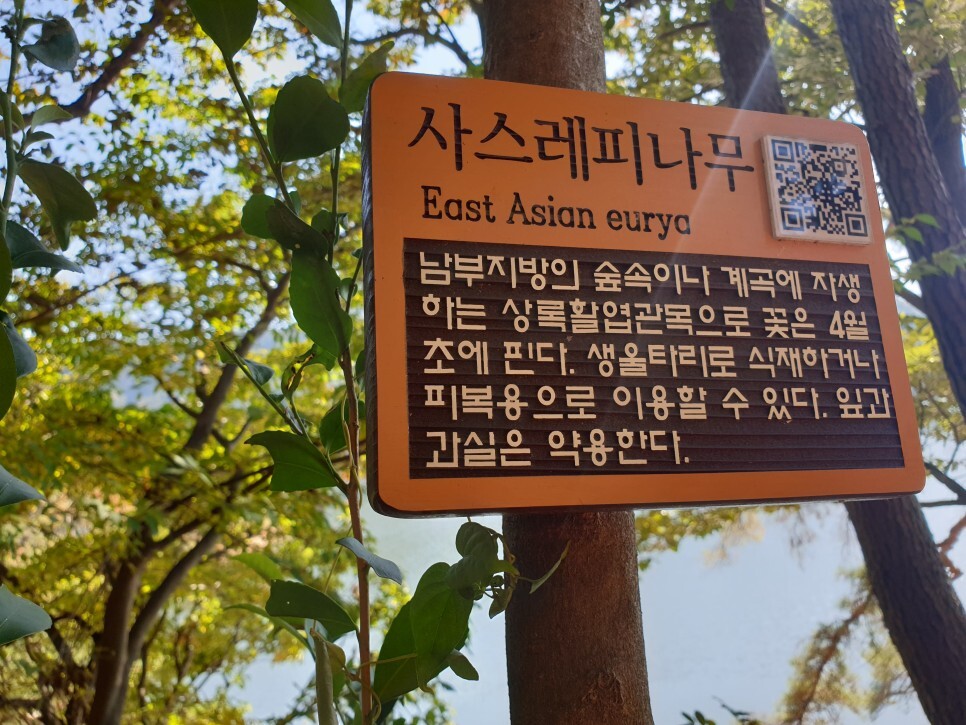 사스레피나무
East Asian eurya
남부지방의 숲속이나 계곡에 자생
하는 상록활엽관목으로 꽃은 4월
초에 핀다. 생울타리로 식재하거나
피복용으로 이용할 수 있다. 잎과
과실은 약용한다.